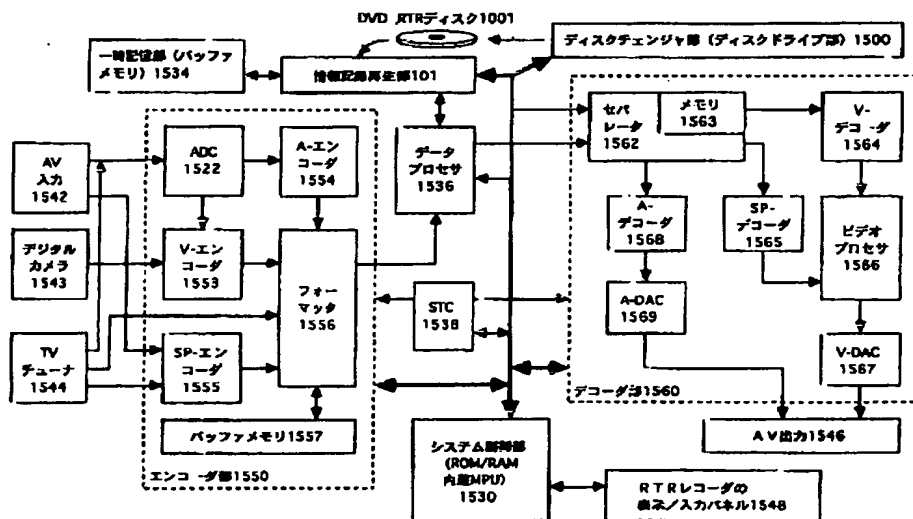 DVD_RTRディスク1001
ディスクチェンジャ部(ディスクドライブ部)1500
一時記憶部(バッファ
メモリ)1534
情報記録再生部101
AV
入力
1542
デジタル
カメラ
1543
TV
チューナ
1544
ADC
1522
A-エン
コーダ
1554
V-エン
コーダ
1553
SP-エン
コーダ
1555
フォー
マッタ
1556
バッファメモリ1557
エンコーダ部1550
データ
プロセサ
1536
STC
1538
システム制御部
(ROM/RAM
内蔵MPU)
1530
セパ
レータ
1562
メモリ
1563
A-
デコーダ
1568
A-DAC
1569
SP-
デコーダ
1565
V-
デコーダ
1564
ビデオ
プロセサ
1566
V-DAC
1567
デコーダ部1560
AV出力1546
RTRレコーダの
表示/入力パネル1548